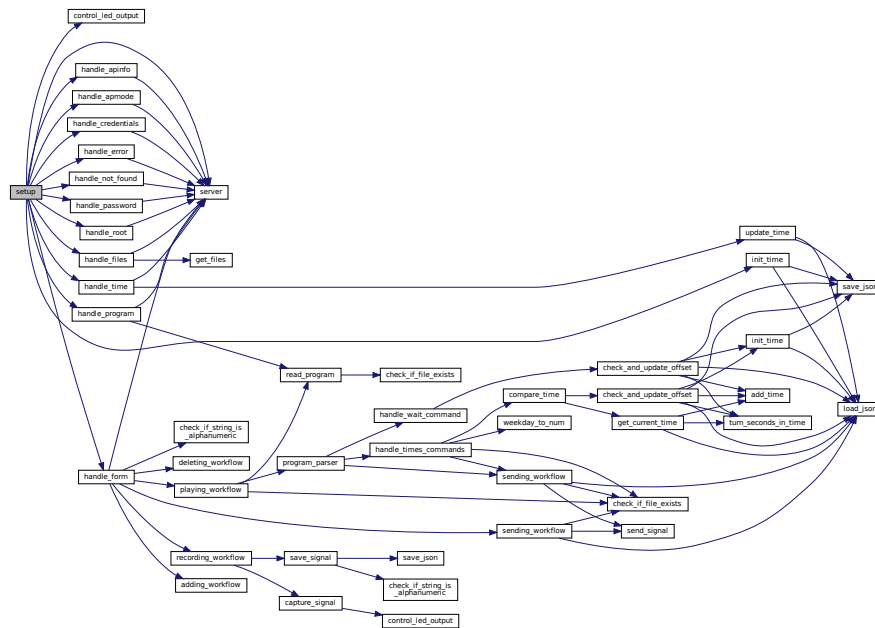 control_led_output
handle_apinfo
handle_apmode
handle_credentials
handle_error
handle_not_found
setup
server
handle_password
handle_root
update_time
handle_files
get_files
init_time
handle_time
save_json
handle_program
init_time
check_and_update_offset
read_program
check_if_file_exists
compare_time
check_and_update_offset
add_time
load_json
handle_wait_command
get_current_time
turn_seconds_in_time
weekday_to_num
check_if_string_is
_alphanumeric
handle_times_commands
deleting_workflow
program_parser
handle_form
sending_workflow
playing_workflow
check_if_file_exists
sending_workflow
send_signal
recording_workflow
save_signal
save_json
adding_workflow
check_if_string_is
_alphanumeric
capture_signal
control_led_output